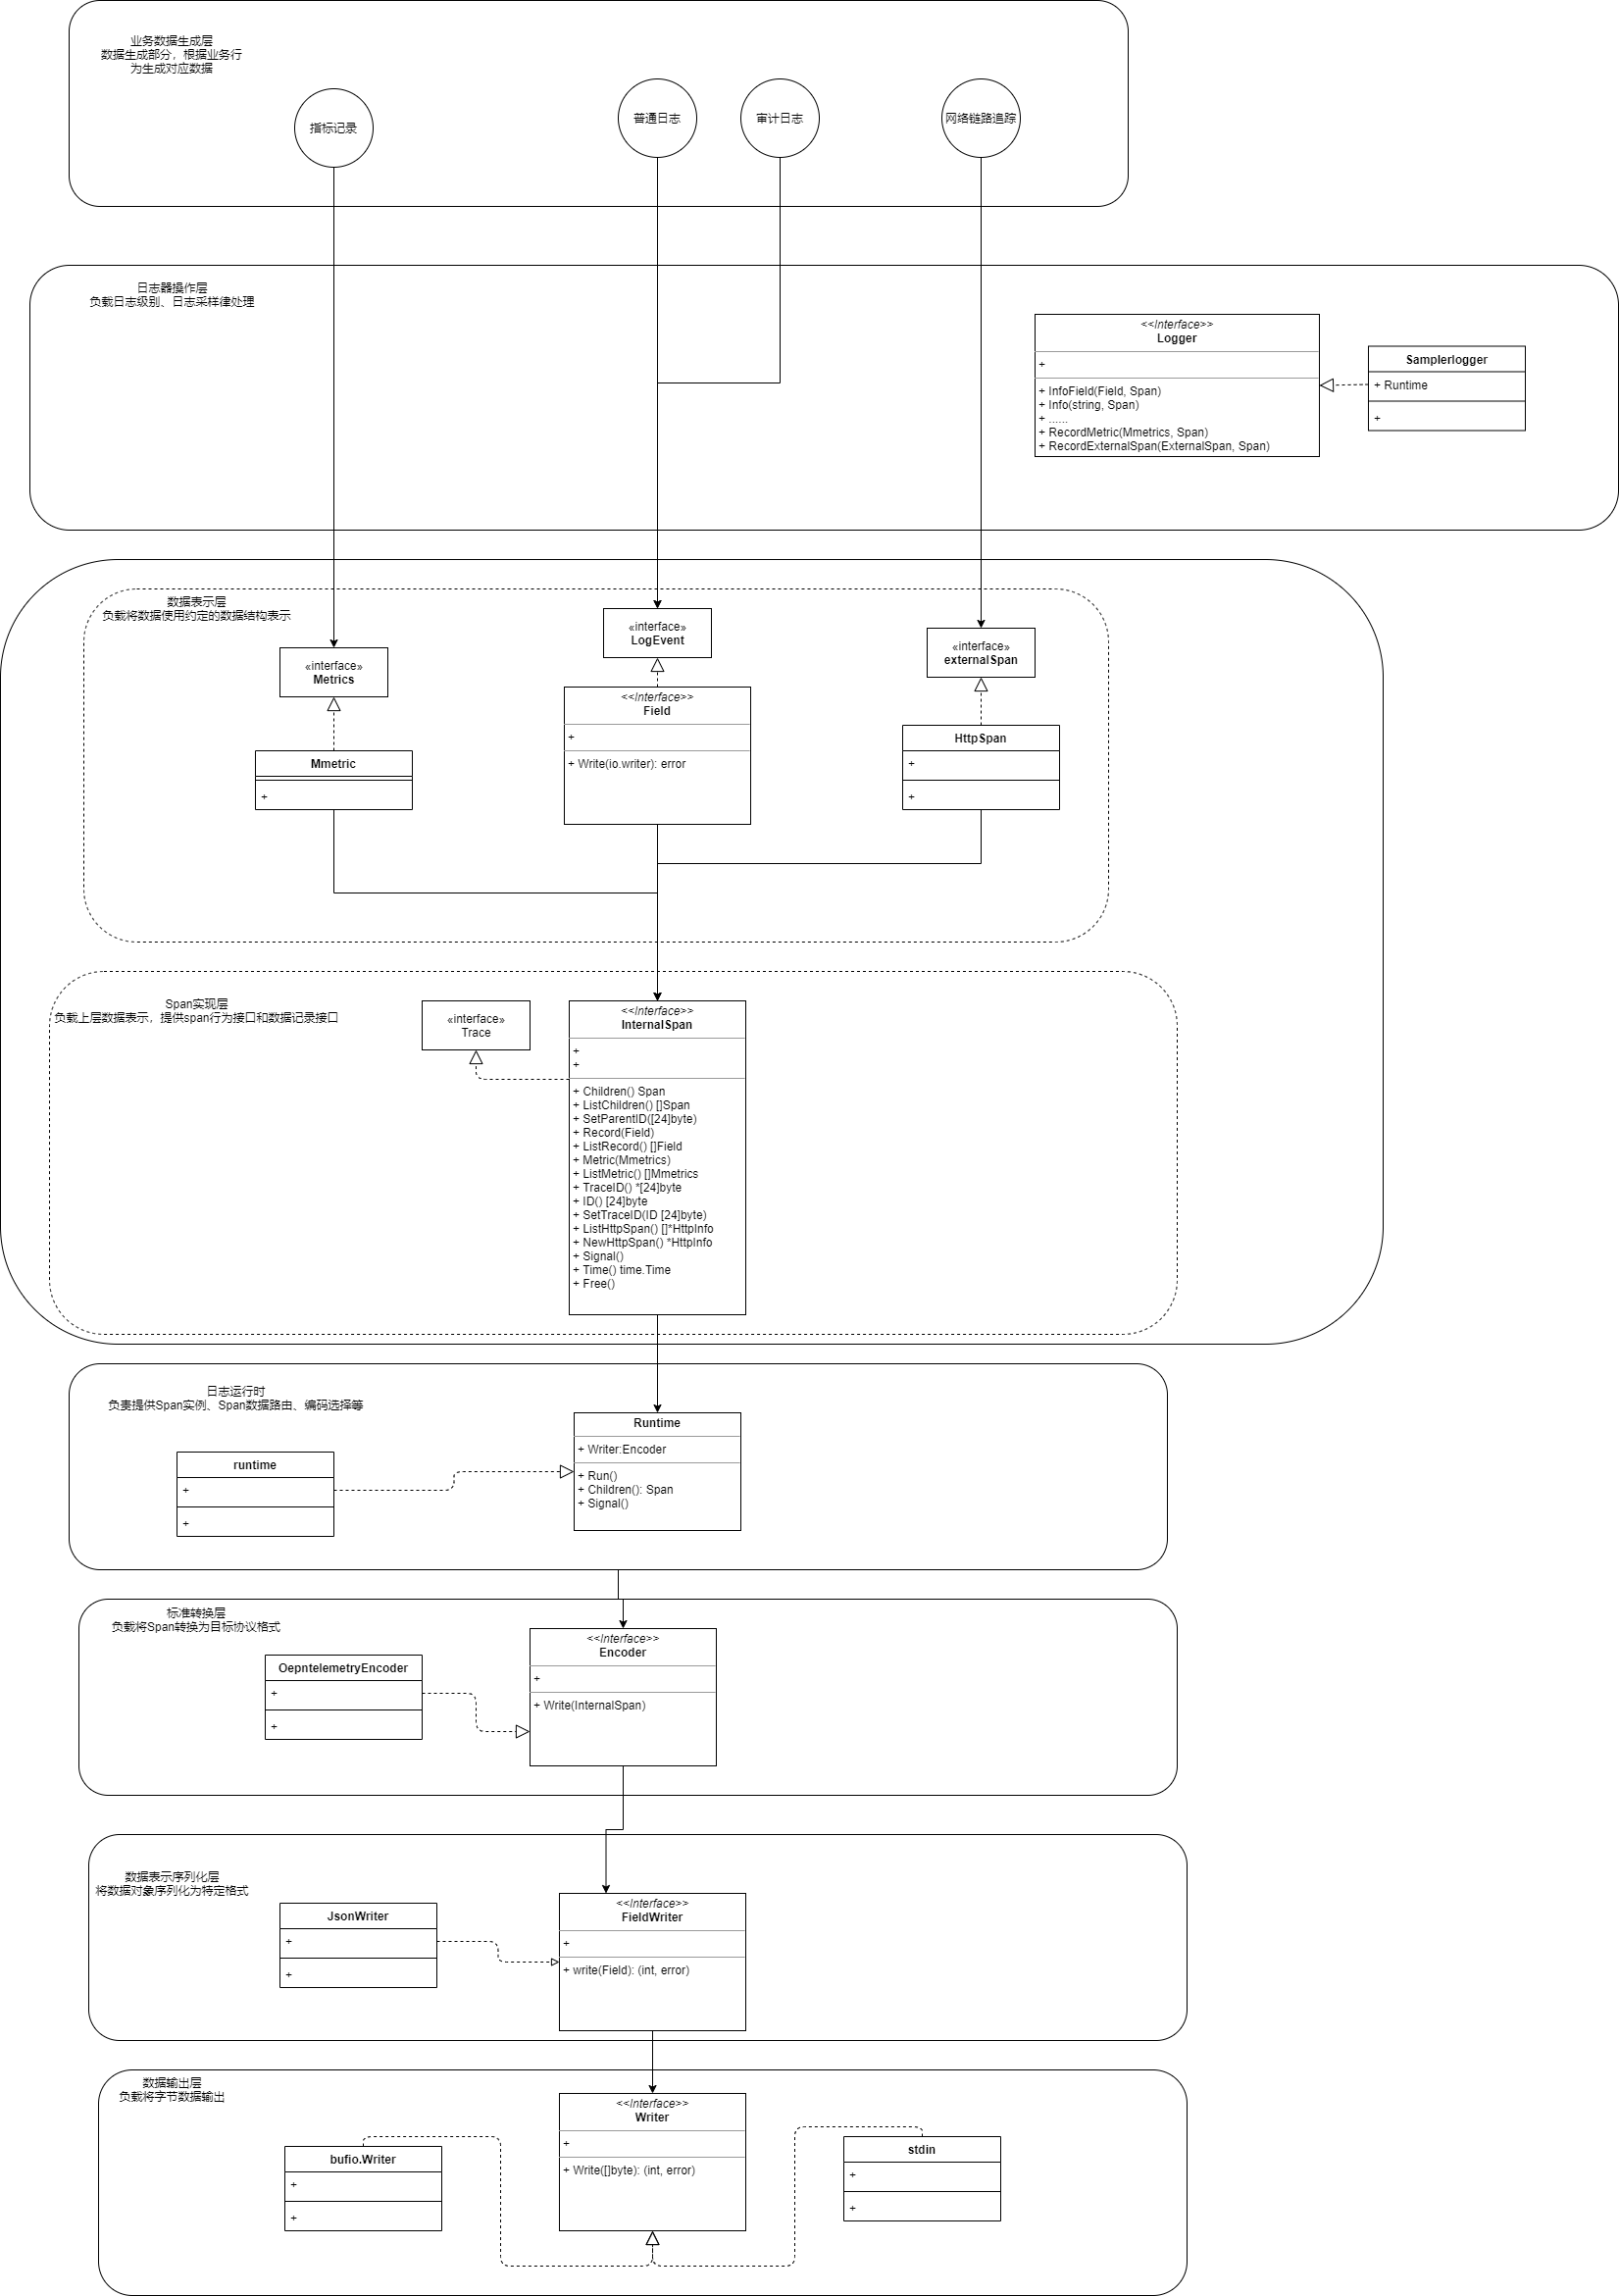 业务数据生成层
数据生成部分，根据业务行
为生成对应数据
指标记录
普通日志
审计日志
网络链路追踪
日志器操作层
负载日志级别、日志采样律处理
<<Interface>>
Logger
+
+ InfoField(Field, Span)
+ Info(string, Span)
+ ......
+ RecordMetric(Mmetrics, Span)
+ RecordExternalSpan(ExternalSpan, Span)
Samplerlogger
+ Runtime
+
数据表示层
负载将数据使用约定的数据结构表示
«interface»
Metrics
«interface»
LogEvent
«interface»
externalSpan
Mmetric
+
<<Interface>>
Field
+
+ Write(io.writer): error
HttpSpan
+
+
Span实现层
负载上层数据表示，提供span行为接口和数据记录接口
«interface»
Trace
<<Interface>>
InternalSpan
+
+
+ Children() Span
+ ListChildren() []Span
+ SetParentID([24]byte)
+ Record(Field)
+ ListRecord() []Field
+ Metric(Mmetrics)
+ ListMetric() []Mmetrics
+ TraceID() *[24]byte
+ ID() [24]byte
+ SetTraceID(ID [24]byte)
+ ListHttpSpan() []*HttpInfo
+ NewHttpSpan() *HttpInfo
+ Signal()
+ Time() time.Time
+ Free()
日志运行时
负责提供Span实例、Span数据路由、编码选择等
runtime
+
+
Runtime
+ Writer:Encoder
+ Run()
+ Children(): Span
+ Signal()
标准转换层
负载将Span转换为目标协议格式
OepntelemetryEncoder
+
+
<<Interface>>
Encoder
+
+ Write(InternalSpan)
数据表示序列化层
将数据对象序列化为特定格式
JsonWriter
+
+
<<Interface>>
FieldWriter
+
+ write(Field): (int, error)
数据输出层
负载将字节数据输出
bufio.Writer
+
+
<<Interface>>
Writer
+
+ Write([]byte): (int, error)
stdin
+
+